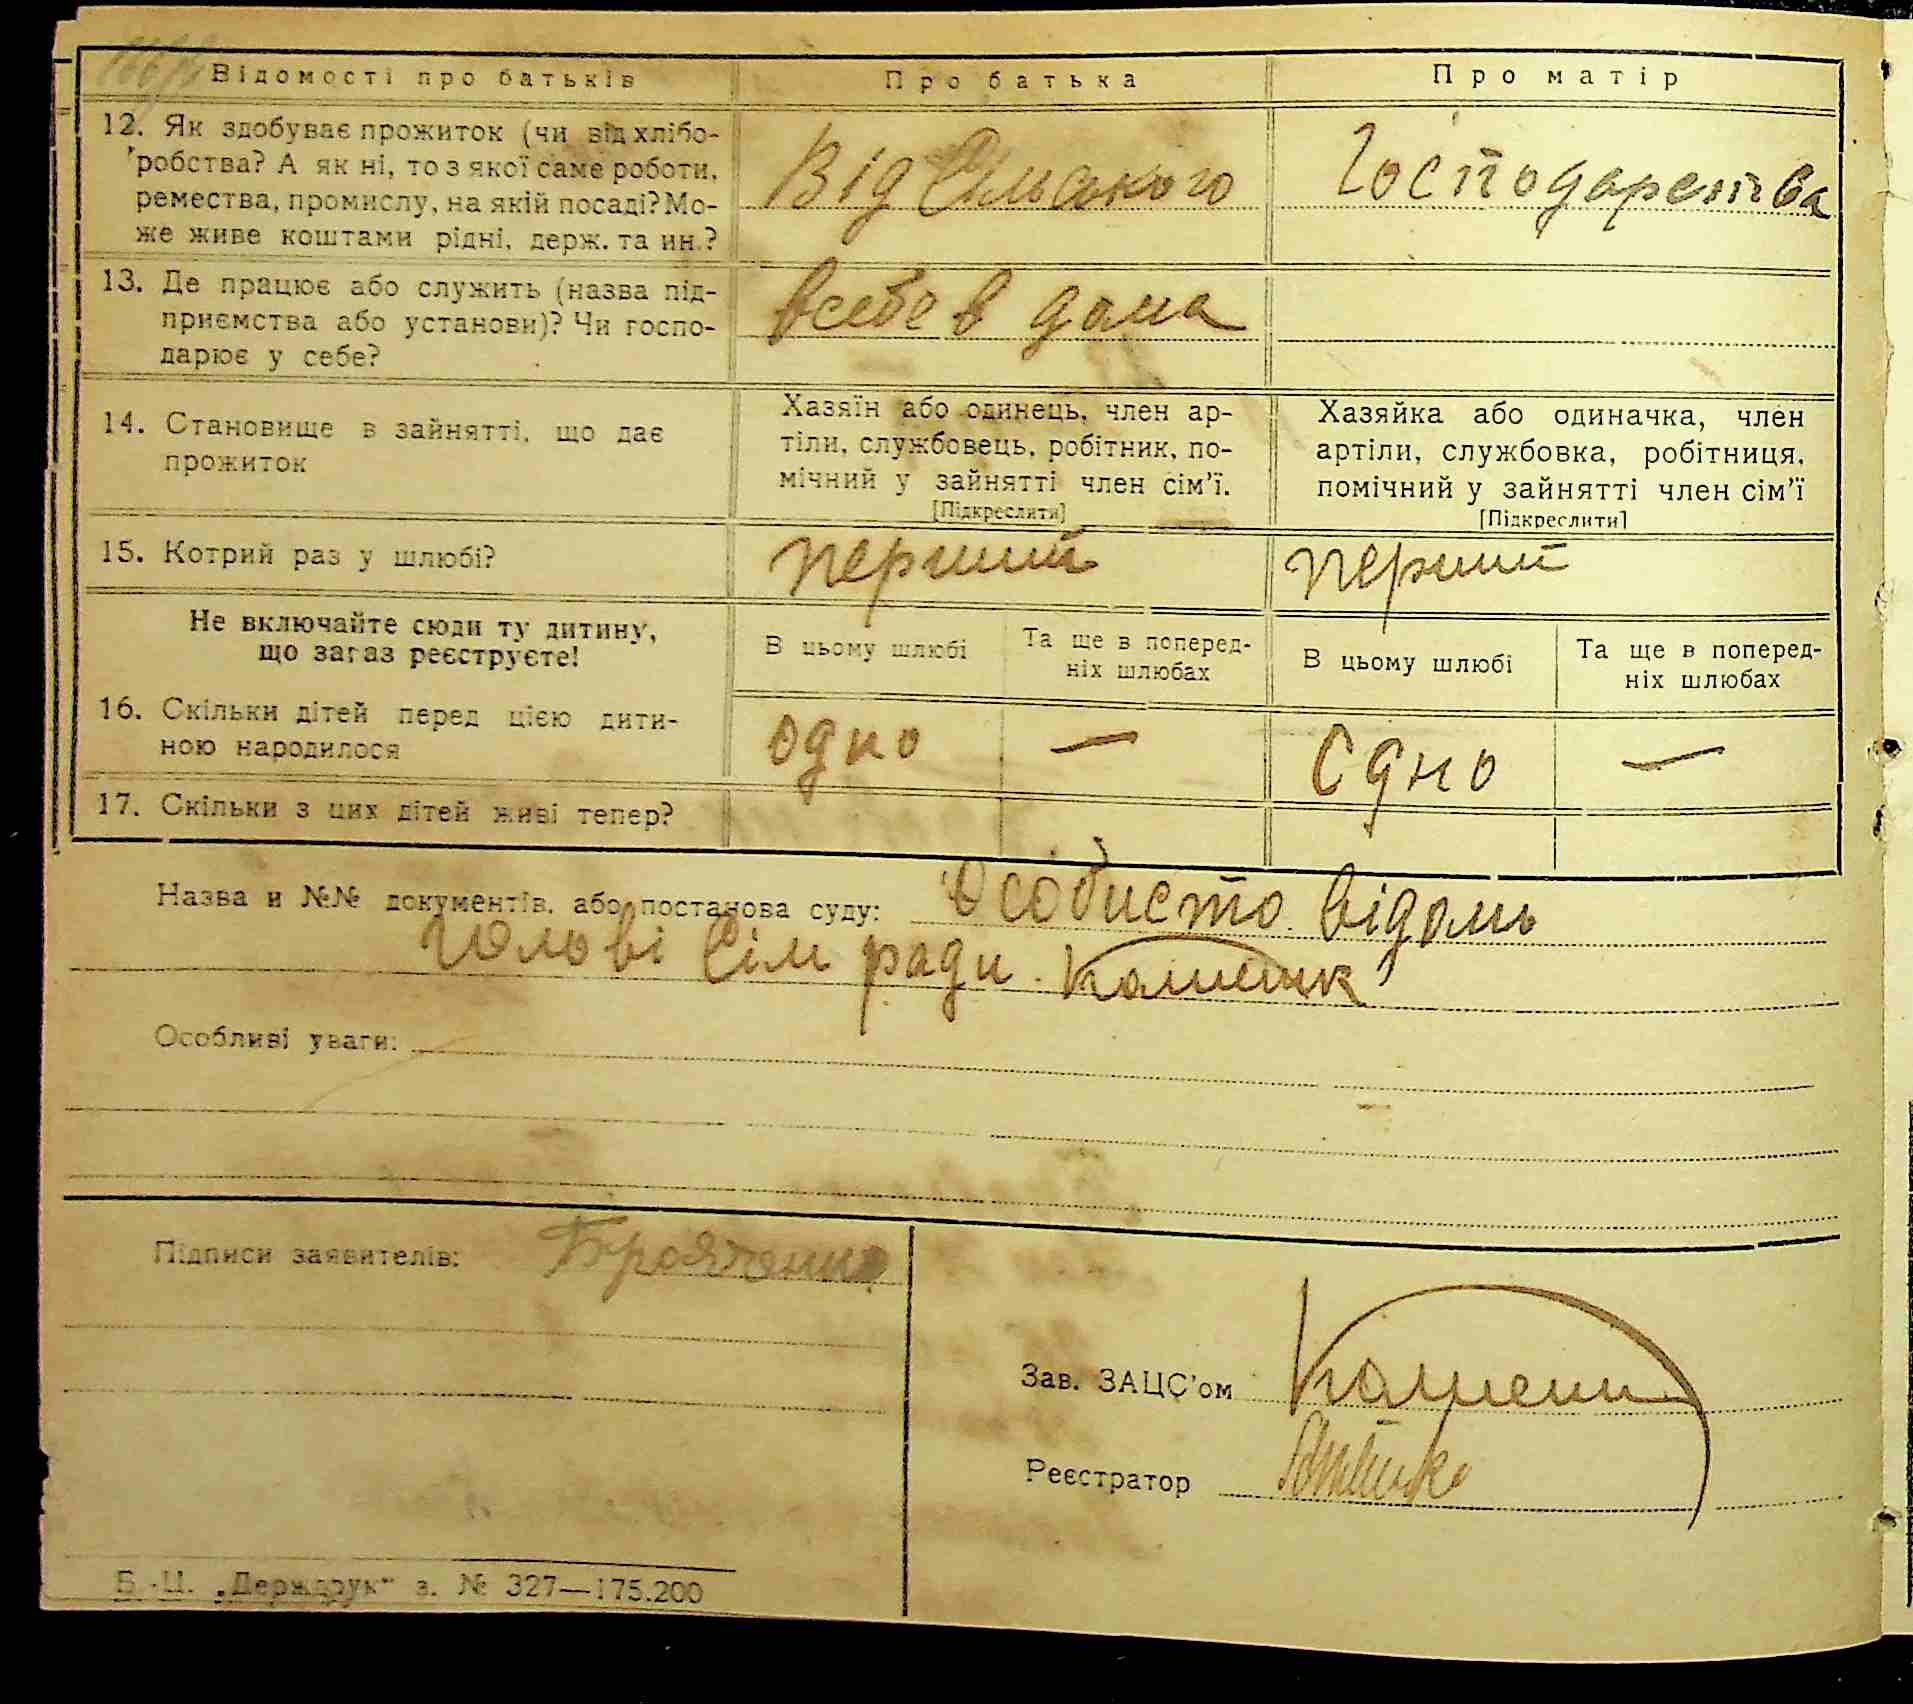 Відомості про батьків
Про батька
Про матір
12. Як здобуває прожиток (чи від хлібо-
робства? А як ні, то з якої саме роботи,
ремества, промислу, на якій посаді? Мо-
же живе коштами рідні, держ. та ин.?
Від Сільського
Господарства
13. Де працює або служить (назва під-
приємства або установи)? Чи госпо-
дарює у себе?
в себе в дома
14. Становище в зайнятті, що дає
прожиток
Хазяїн або одинець, член ар-
тіли, службовець, робітник, по-
мічний у зайнятті член сім'ї.
[Підкреслити]
Хазяйка або одиначка, член
артіли, службовка, робітниця,
помічний у зайнятті член сім'ї
[Підкреслити]
15. Котрий раз у шлюбі?
перший
перший
Не включайте сюди ту дитину,
що зараз реєструєте!
В цьому шлюбі
Та ще в поперед-
ніх шлюбах
В цьому шлюбі
Та ще в поперед-
ніх шлюбах
16. Скільки дітей перед цією дити-
ною народилося
одно
—
одно
—
17. Скільки з цих дітей живі тепер?
Назва и №№ документів, або постанова суду: Особисто відомь
Голові Сіль ради.
Особливі уваги:
Підписи заявителів:
Зав. ЗАЦС'ом
Реєстратор
Б.-Ц. „Держдрук" з. № 327—175.200